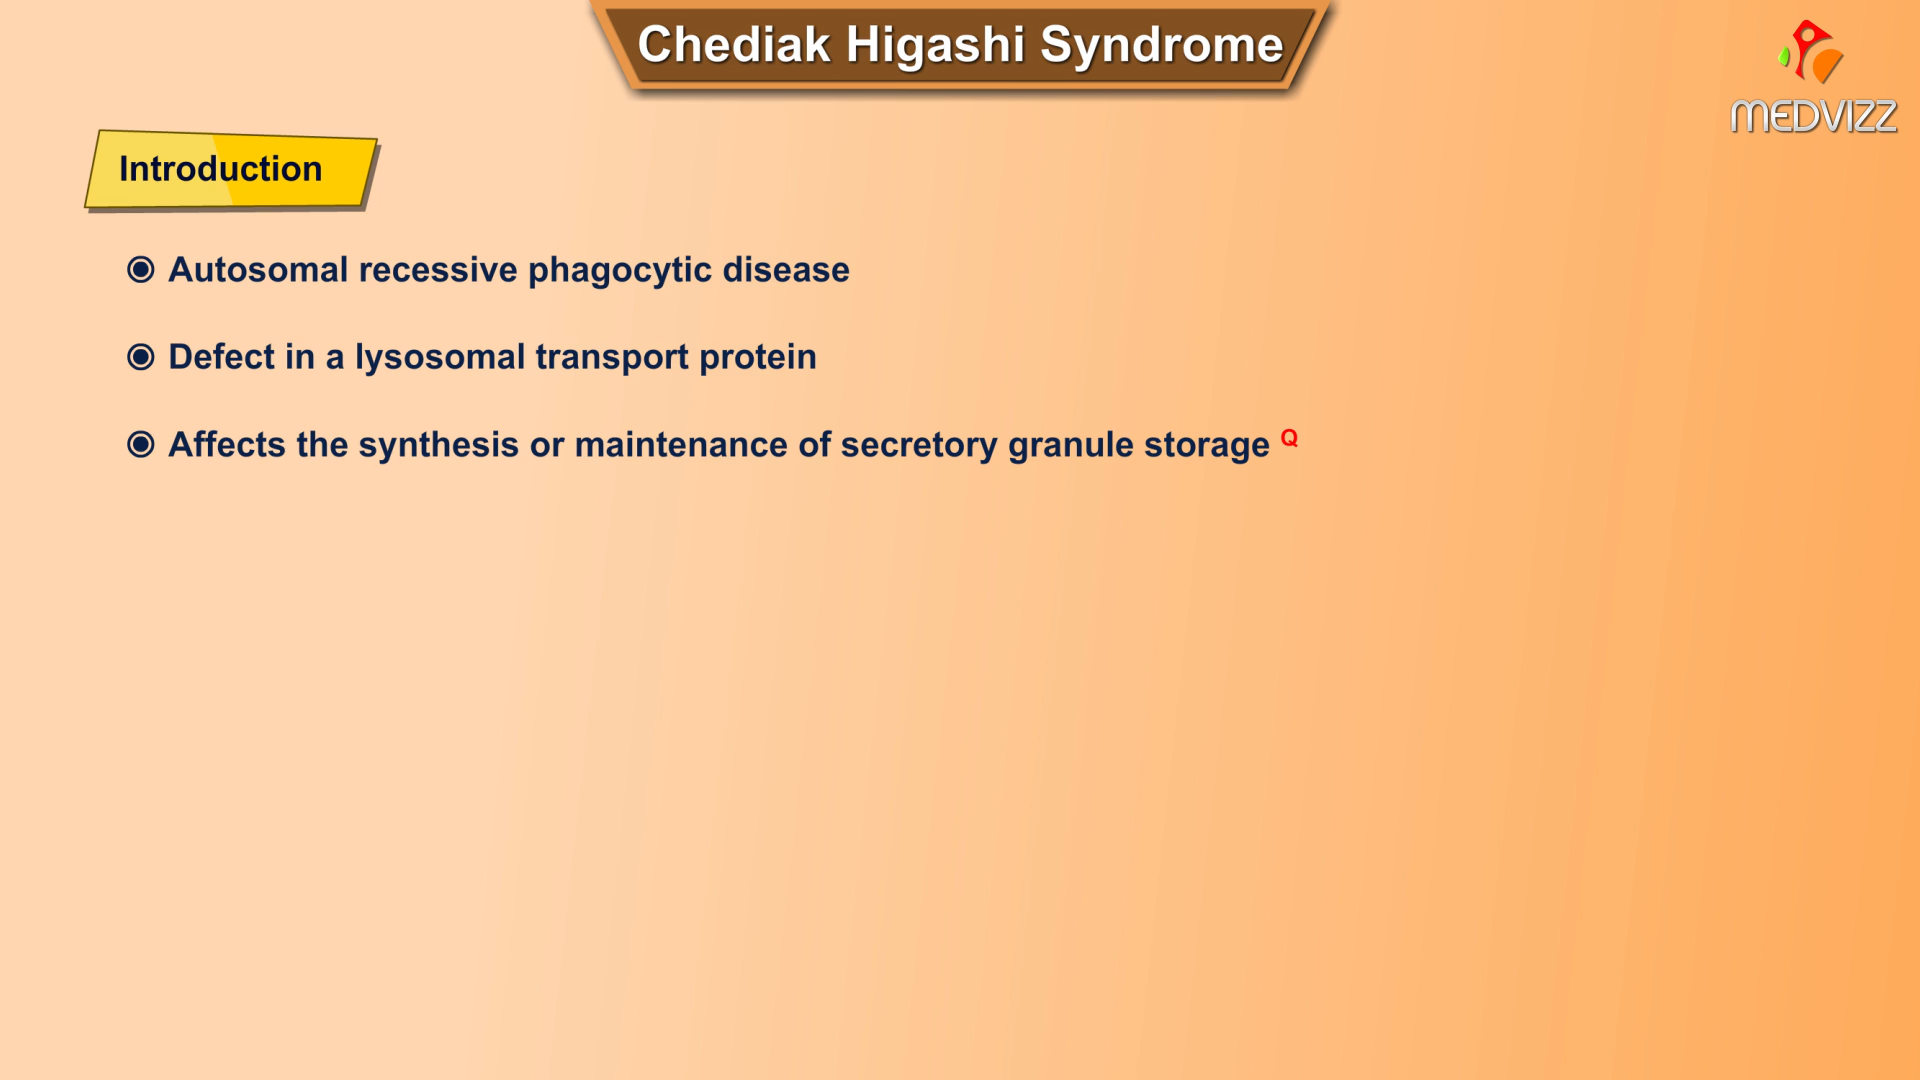 Chediak Higashi Syndrome
MEDVIZZ
Introduction
◉ Autosomal recessive phagocytic disease
◉ Defect in a lysosomal transport protein
◉ Affects the synthesis or maintenance of secretory granule storage Q